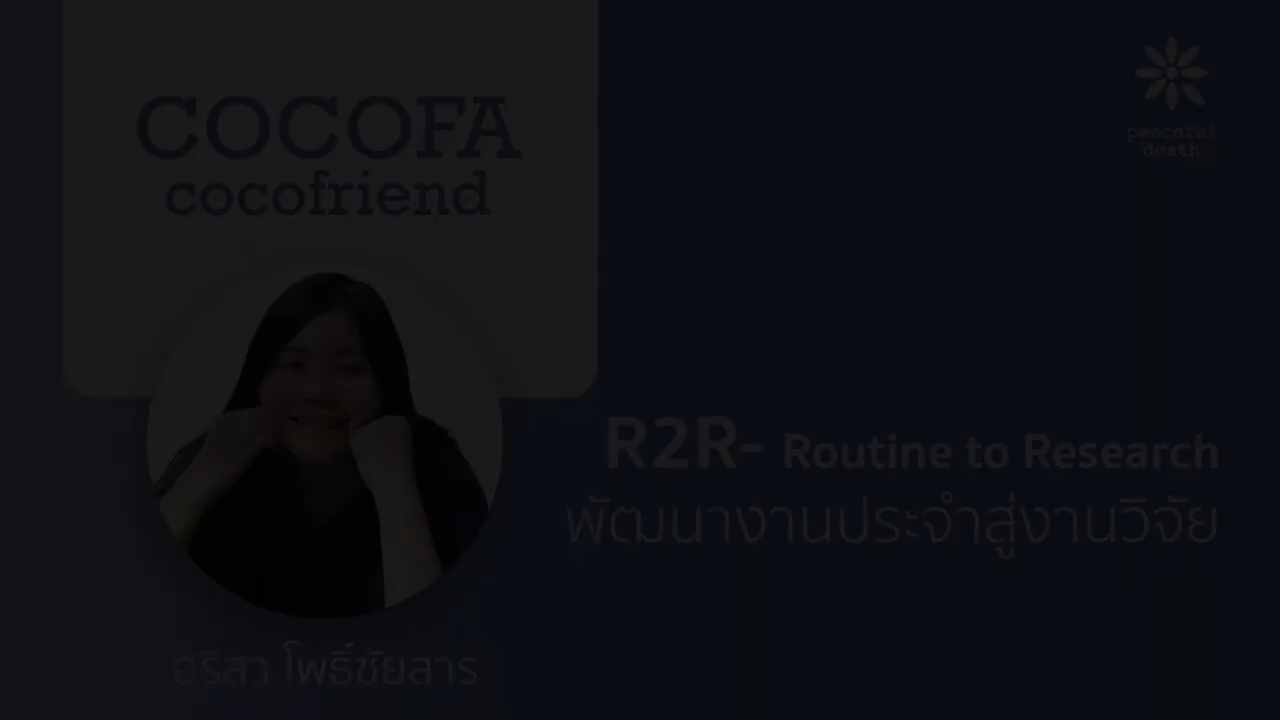 COCOFA
cocofriend
peaceful
death
R2R- Routine to Research
พัฒนางานประจำสู่งานวิจัย
อริสา โพธิ์ชัยสาร